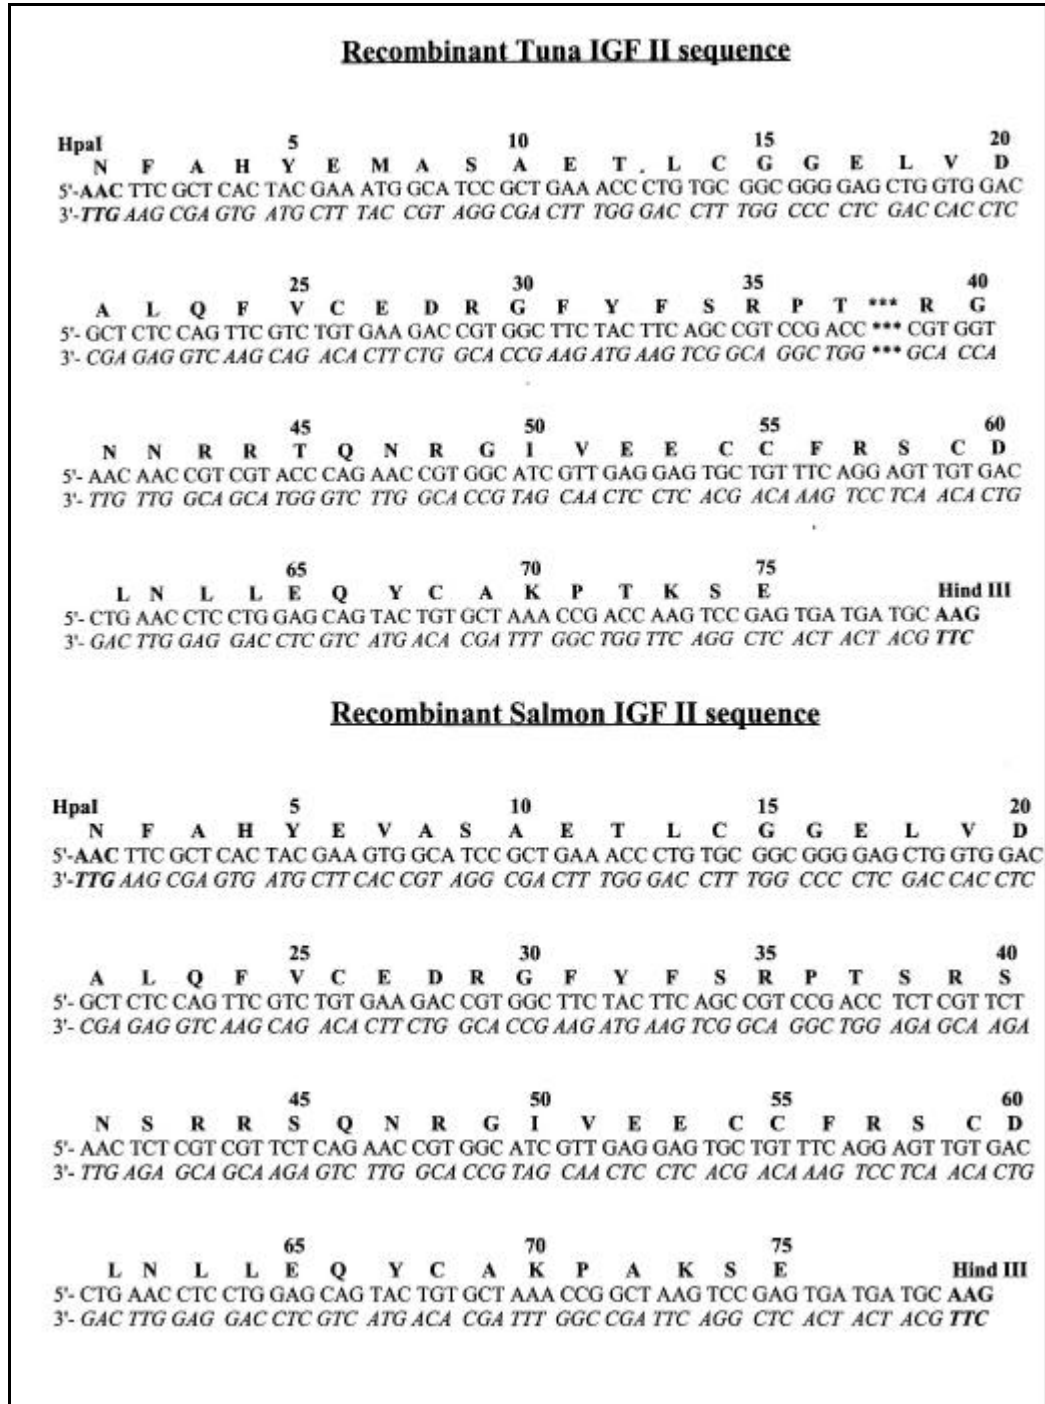 Recombinant Tuna IGF II sequence
HpaI 5 10 15 20
N F A H Y E M A S A E T . L C G G E L V D
5'-AAC TTC GCT CAC TAC GAA ATG GCA TCC GCT GAA ACC CTG TGC GGC GGG GAG CTG GTG GAC
3'-TTG AAG CGA GTG ATG CTT TAC CGT AGG CGA CTT TGG GAC CTT TGG CCC CTC GAC CAC CTC
25 30 35 40
A L Q F V C E D R G F Y F S R P T *** R G
5'- GCT CTC CAG TTC GTC TGT GAA GAC CGT GGC TTC TAC TTC AGC CGT CCG ACC *** CGT GGT
3'- CGA GAG GTC AAG CAG ACA CTT CTG GCA CCG AAG ATG AAG TCG GCA GGC TGG *** GCA CCA
45 50 55 60
N N R R T Q N R G I V E E C C F R S C D
5'- AAC AAC CGT CGT ACC CAG AAC CGT GGC ATC GTT GAG GAG TGC TGT TTC AGG AGT TGT GAC
3'- TTG TTG GCA GCA TGG GTC TTG GCA CCG TAG CAA CTC CTC ACG ACA AAG TCC TCA ACA CTG
65 70 75
L N L L E Q Y C A K P T K S E Hind III
5'- CTG AAC CTC CTG GAG CAG TAC TGT GCT AAA CCG ACC AAG TCC GAG TGA TGA TGC AAG
3'- GAC TTG GAG GAC CTC GTC ATG ACA CGA TTT GGC TGG TTC AGG CTC ACT ACT ACG TTC
Recombinant Salmon IGF II sequence
HpaI 5 10 15 20
N F A H Y E V A S A E T L C G G E L V D
5'-AAC TTC GCT CAC TAC GAA GTG GCA TCC GCT GAA ACC CTG TGC GGC GGG GAG CTG GTG GAC
3'-TTG AAG CGA GTG ATG CTT CAC CGT AGG CGA CTT TGG GAC CTT TGG CCC CTC GAC CAC CTC
25 30 35 40
A L Q F V C E D R G F Y F S R P T S R S
5'- GCT CTC CAG TTC GTC TGT GAA GAC CGT GGC TTC TAC TTC AGC CGT CCG ACC TCT CGT TCT
3'- CGA GAG GTC AAG CAG ACA CTT CTG GCA CCG AAG ATG AAG TCG GCA GGC TGG AGA GCA AGA
45 50 55 60
N S R R S Q N R G I V E E C C F R S C D
5'- AAC TCT CGT CGT TCT CAG AAC CGT GGC ATC GTT GAG GAG TGC TGT TTC AGG AGT TGT GAC
3'- TTG AGA GCA GCA AGA GTC TTG GCA CCG TAG CAA CTC CTC ACG ACA AAG TCC TCA ACA CTG
65 70 75
L N L L E Q Y C A K P A K S E Hind III
5'- CTG AAC CTC CTG GAG CAG TAC TGT GCT AAA CCG GCT AAG TCC GAG TGA TGA TGC AAG
3'- GAC TTG GAG GAC CTC GTC ATG ACA CGA TTT GGC CGA TTC AGG CTC ACT ACT ACG TTC